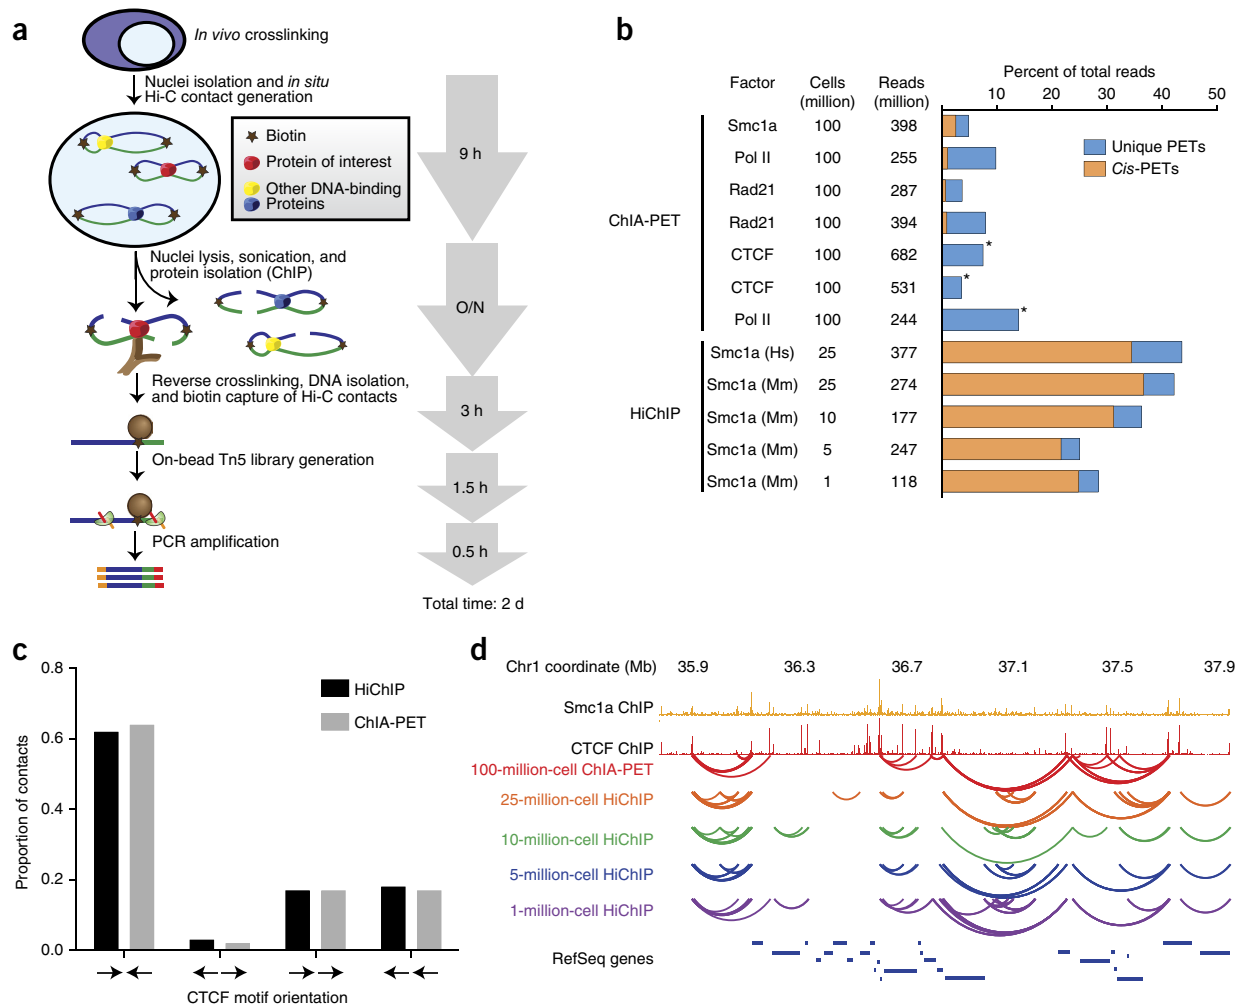 a
In vivo crosslinking
Nuclei isolation and in situ
Hi-C contact generation
Biotin
Protein of interest
Other DNA-binding
Proteins
Nuclei lysis, sonication, and
protein isolation (ChIP)
Reverse crosslinking, DNA isolation,
and biotin capture of Hi-C contacts
On-bead Tn5 library generation
PCR amplification
9 h
O/N
3 h
1.5 h
0.5 h
Total time: 2 d
b
Factor Cells (million) Reads (million) Percent of total reads
10 20 30 40 50
Unique PETs
Cis-PETs
ChIA-PET
Smc1a 100 398
Pol II 100 255
Rad21 100 287
Rad21 100 394
CTCF 100 682 *
CTCF 100 531 *
Pol II 100 244 *
HiChIP
Smc1a (Hs) 25 377
Smc1a (Mm) 25 274
Smc1a (Mm) 10 177
Smc1a (Mm) 5 247
Smc1a (Mm) 1 118
c
Proportion of contacts
0.8
0.6
0.4
0.2
0.0
HiChIP
ChIA-PET
CTCF motif orientation
d
Chr1 coordinate (Mb) 35.9 36.3 36.7 37.1 37.5 37.9
Smc1a ChIP
CTCF ChIP
100-million-cell ChIA-PET
25-million-cell HiChIP
10-million-cell HiChIP
5-million-cell HiChIP
1-million-cell HiChIP
RefSeq genes